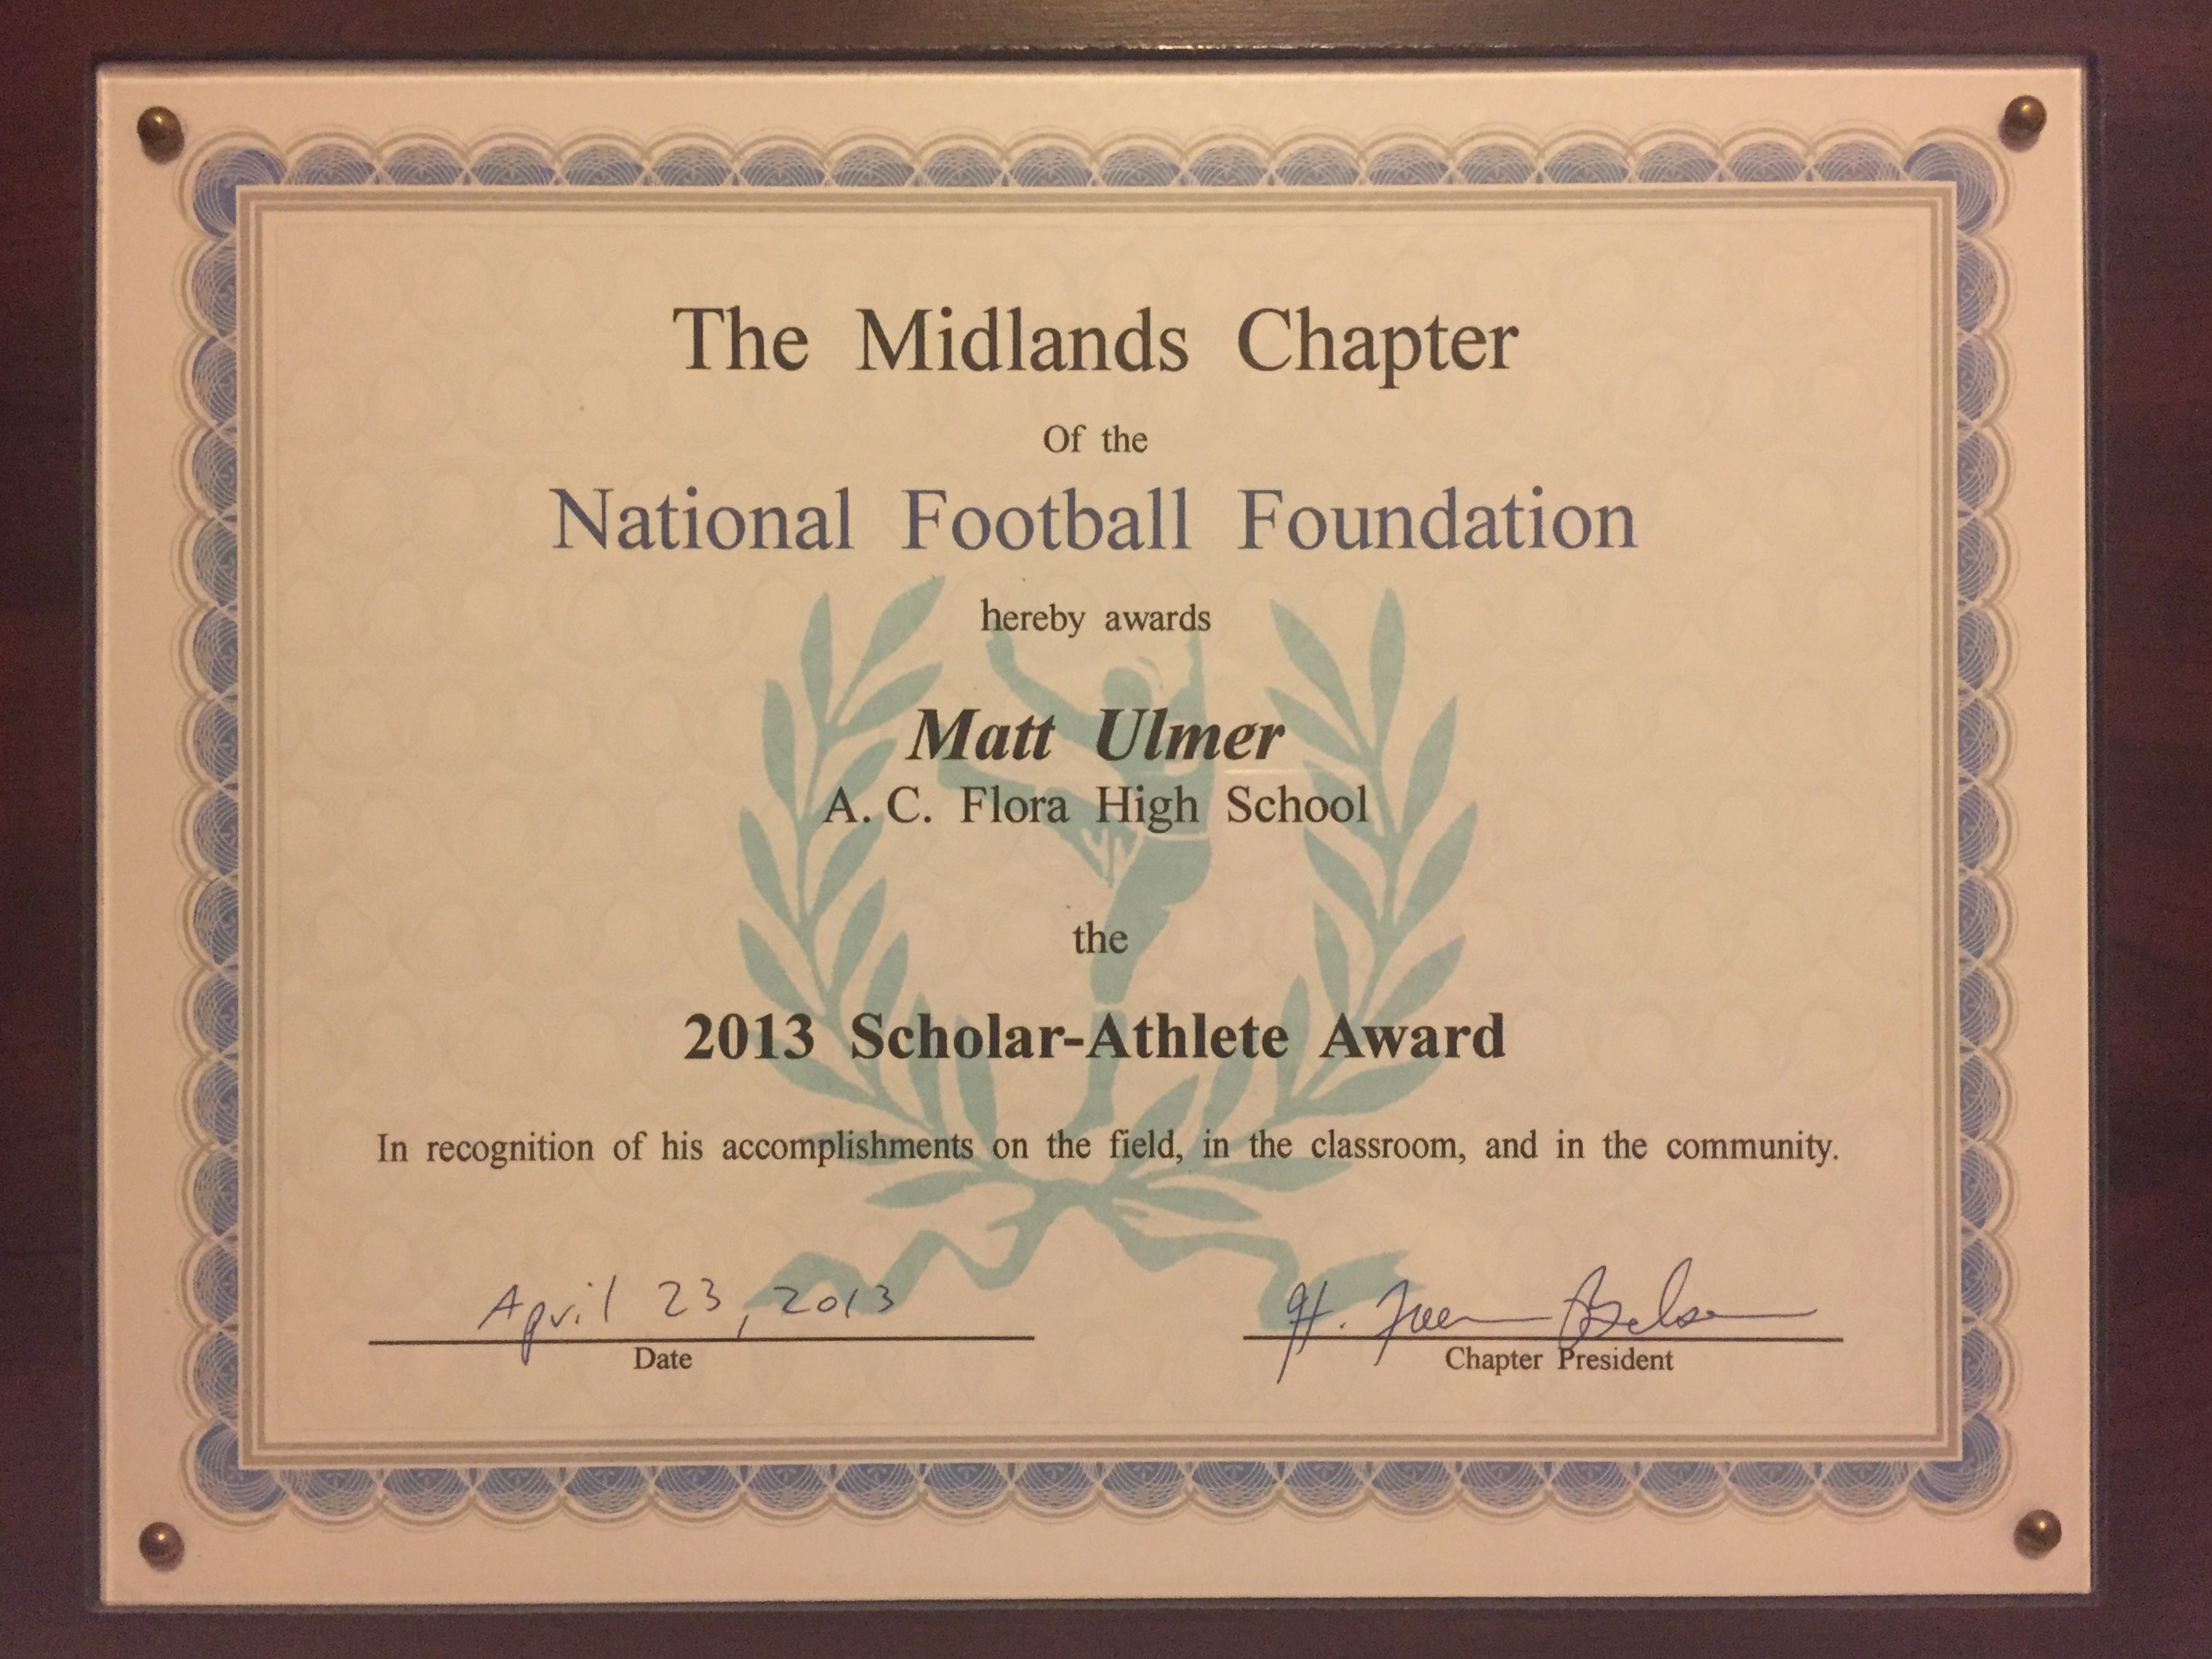 The Midlands Chapter
Of the
National Football Foundation
hereby awards
Matt Ulmer
A. C. Flora High School
the
2013 Scholar-Athlete Award
In recognition of his accomplishments on the field, in the classroom, and in the community.
April 23, 2013
H.
Date
Chapter President